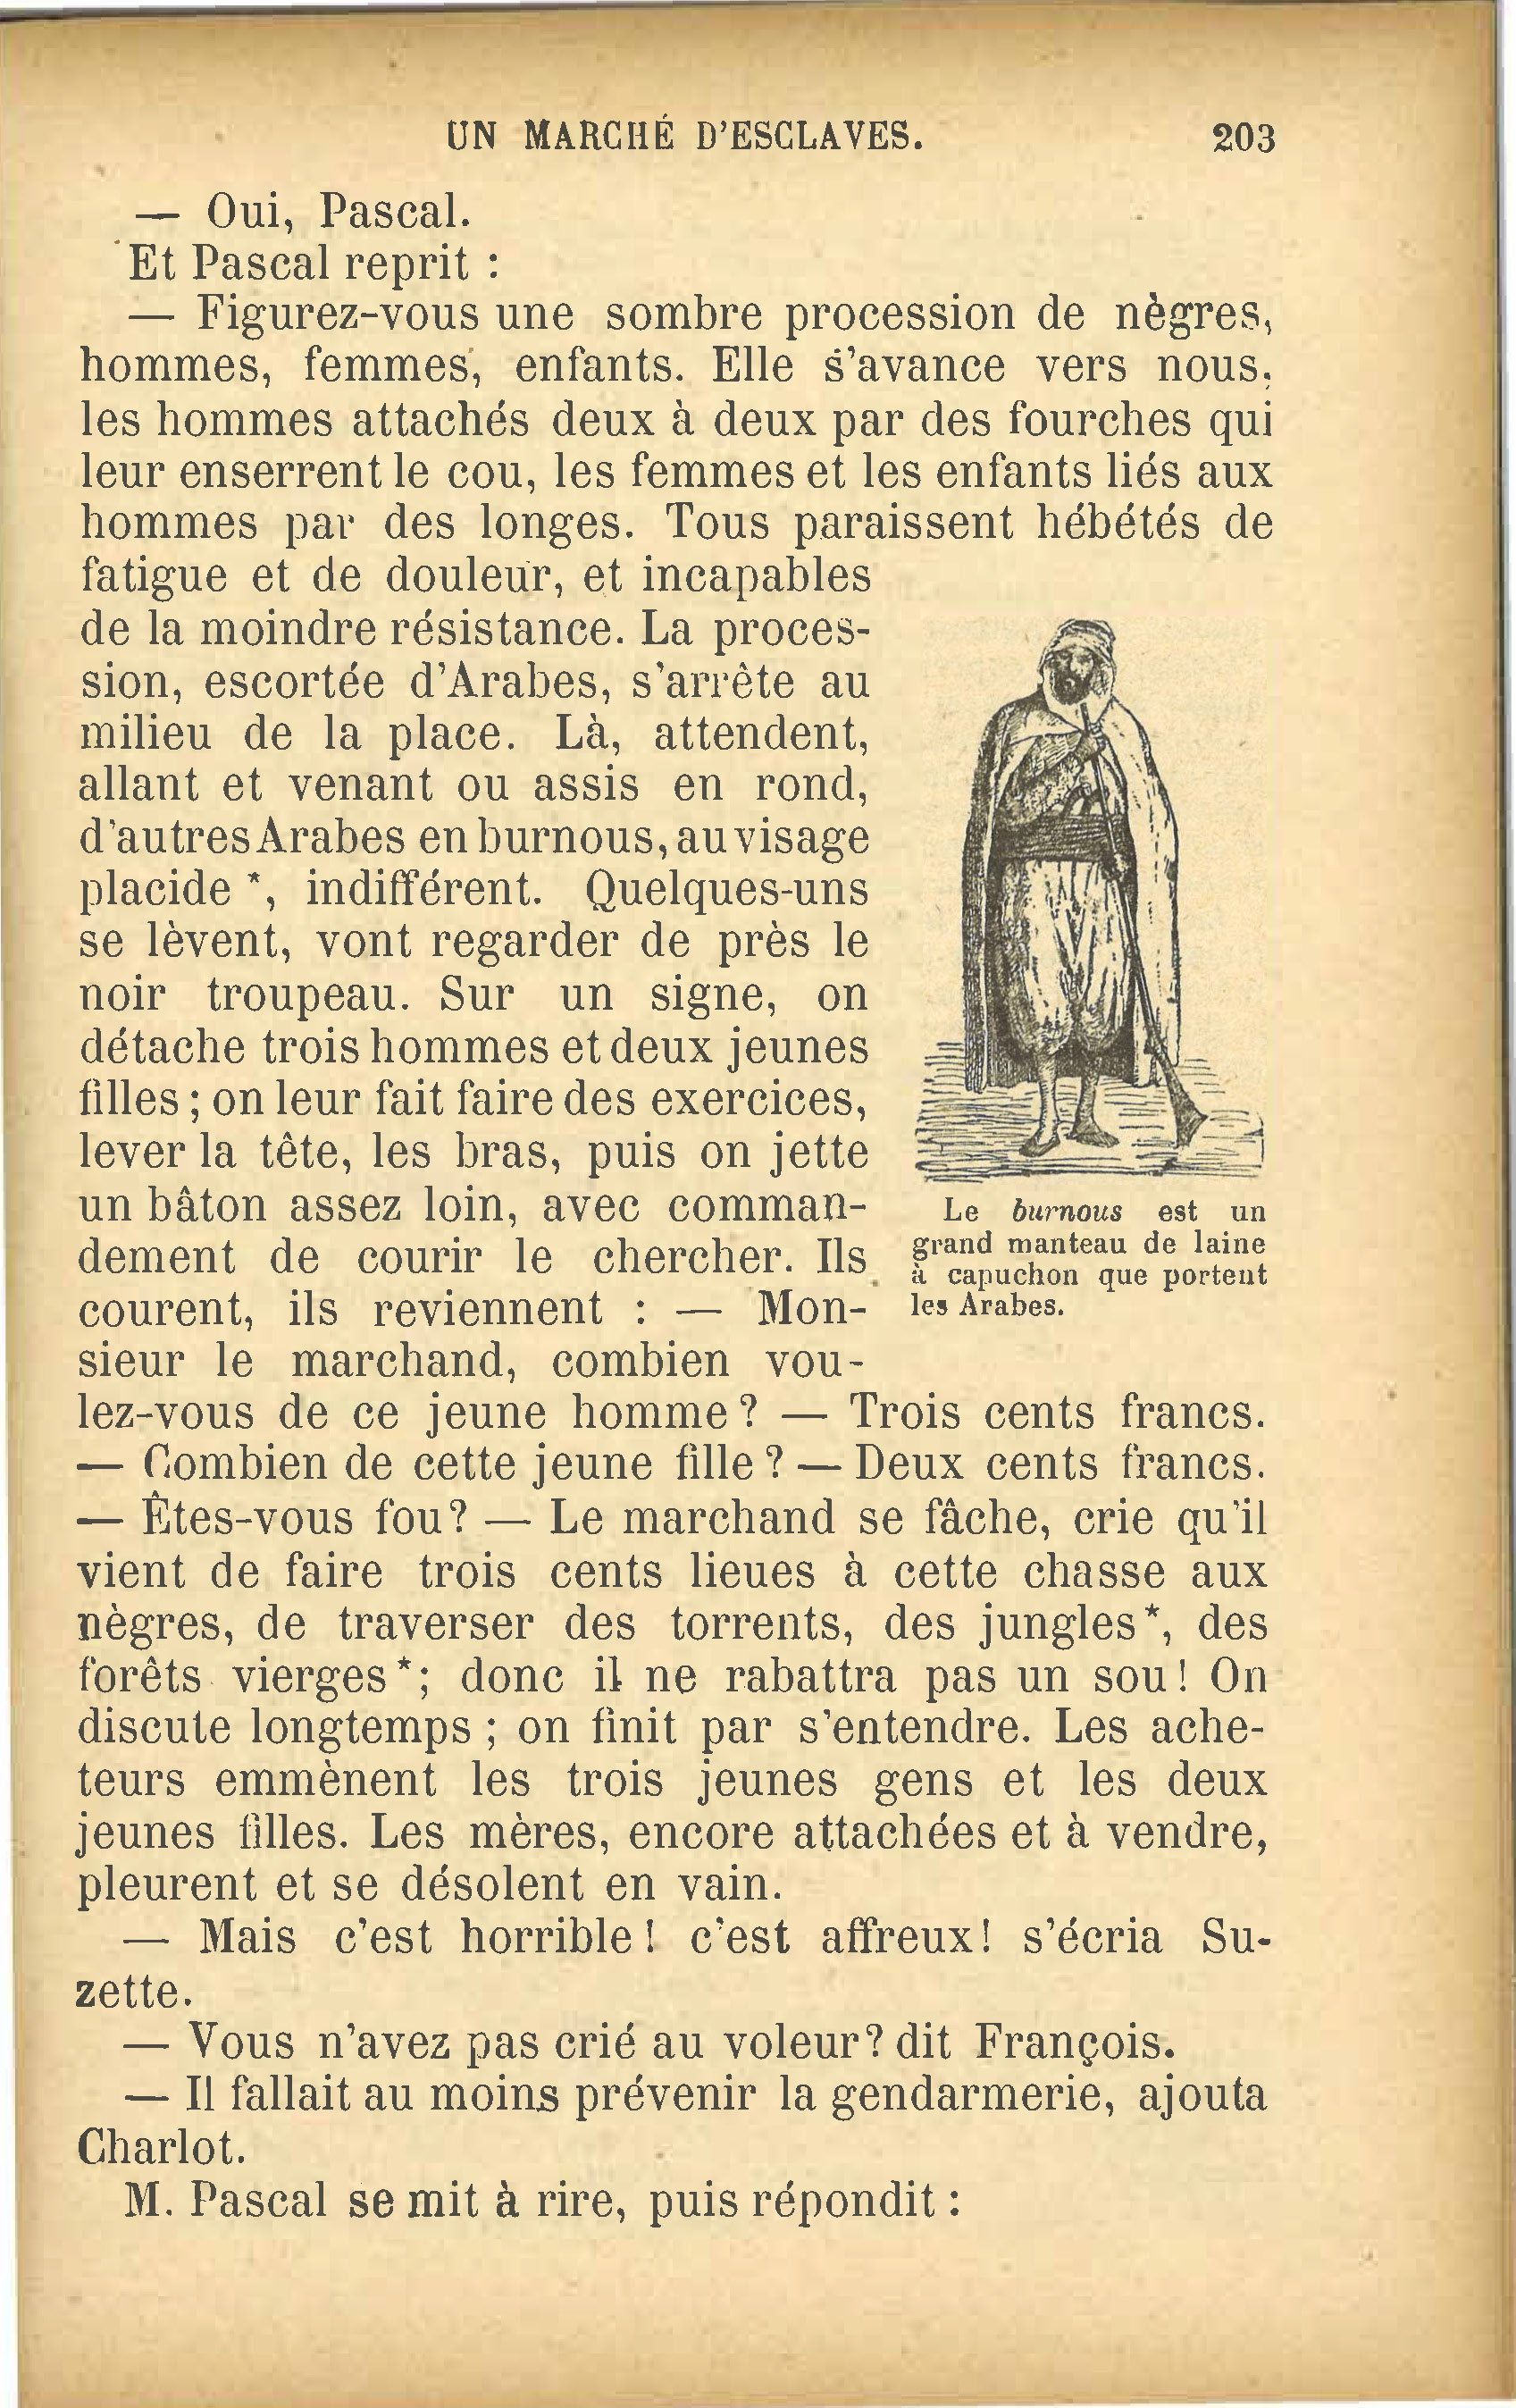 UN MARCHÉ D'ESCLAVES. 203
— Oui, Pascal.
Et Pascal reprit :
— Figurez-vous une sombre procession de nègres,
hommes, femmes, enfants. Elle s'avance vers nous,
les hommes attachés deux à deux par des fourches qui
leur enserrent le cou, les femmes et les enfants liés aux
hommes par des longes. Tous paraissent hébétés de
fatigue et de douleur, et incapables
de la moindre résistance. La proces-
sion, escortée d'Arabes, s'arrête au
milieu de la place. Là, attendent,
allant et venant ou assis en rond,
d'autres Arabes en burnous, au visage
placide *, indifférent. Quelques-uns
se lèvent, vont regarder de près le
noir troupeau. Sur un signe, on
détache trois hommes et deux jeunes
filles ; on leur fait faire des exercices,
lever la tête, les bras, puis on jette
un bâton assez loin, avec comman-
dement de courir le chercher. Ils
courent, ils reviennent : — Mon-
sieur le marchand, combien vou-
lez-vous de ce jeune homme ? — Trois cents francs.
— Combien de cette jeune fille ? — Deux cents francs.
— Êtes-vous fou ? — Le marchand se fâche, crie qu'il
vient de faire trois cents lieues à cette chasse aux
nègres, de traverser des torrents, des jungles *, des
forêts vierges * ; donc il ne rabattra pas un sou ! On
discute longtemps ; on finit par s'entendre. Les ache-
teurs emmènent les trois jeunes gens et les deux
jeunes filles. Les mères, encore attachées et à vendre,
pleurent et se désolent en vain.
— Mais c'est horrible ! c'est affreux ! s'écria Su-
zette.
— Vous n'avez pas crié au voleur ? dit François.
— Il fallait au moins prévenir la gendarmerie, ajouta
Charlot.
M. Pascal se mit à rire, puis répondit :
Le burnous est un
grand manteau de laine
à capuchon que portent
les Arabes.